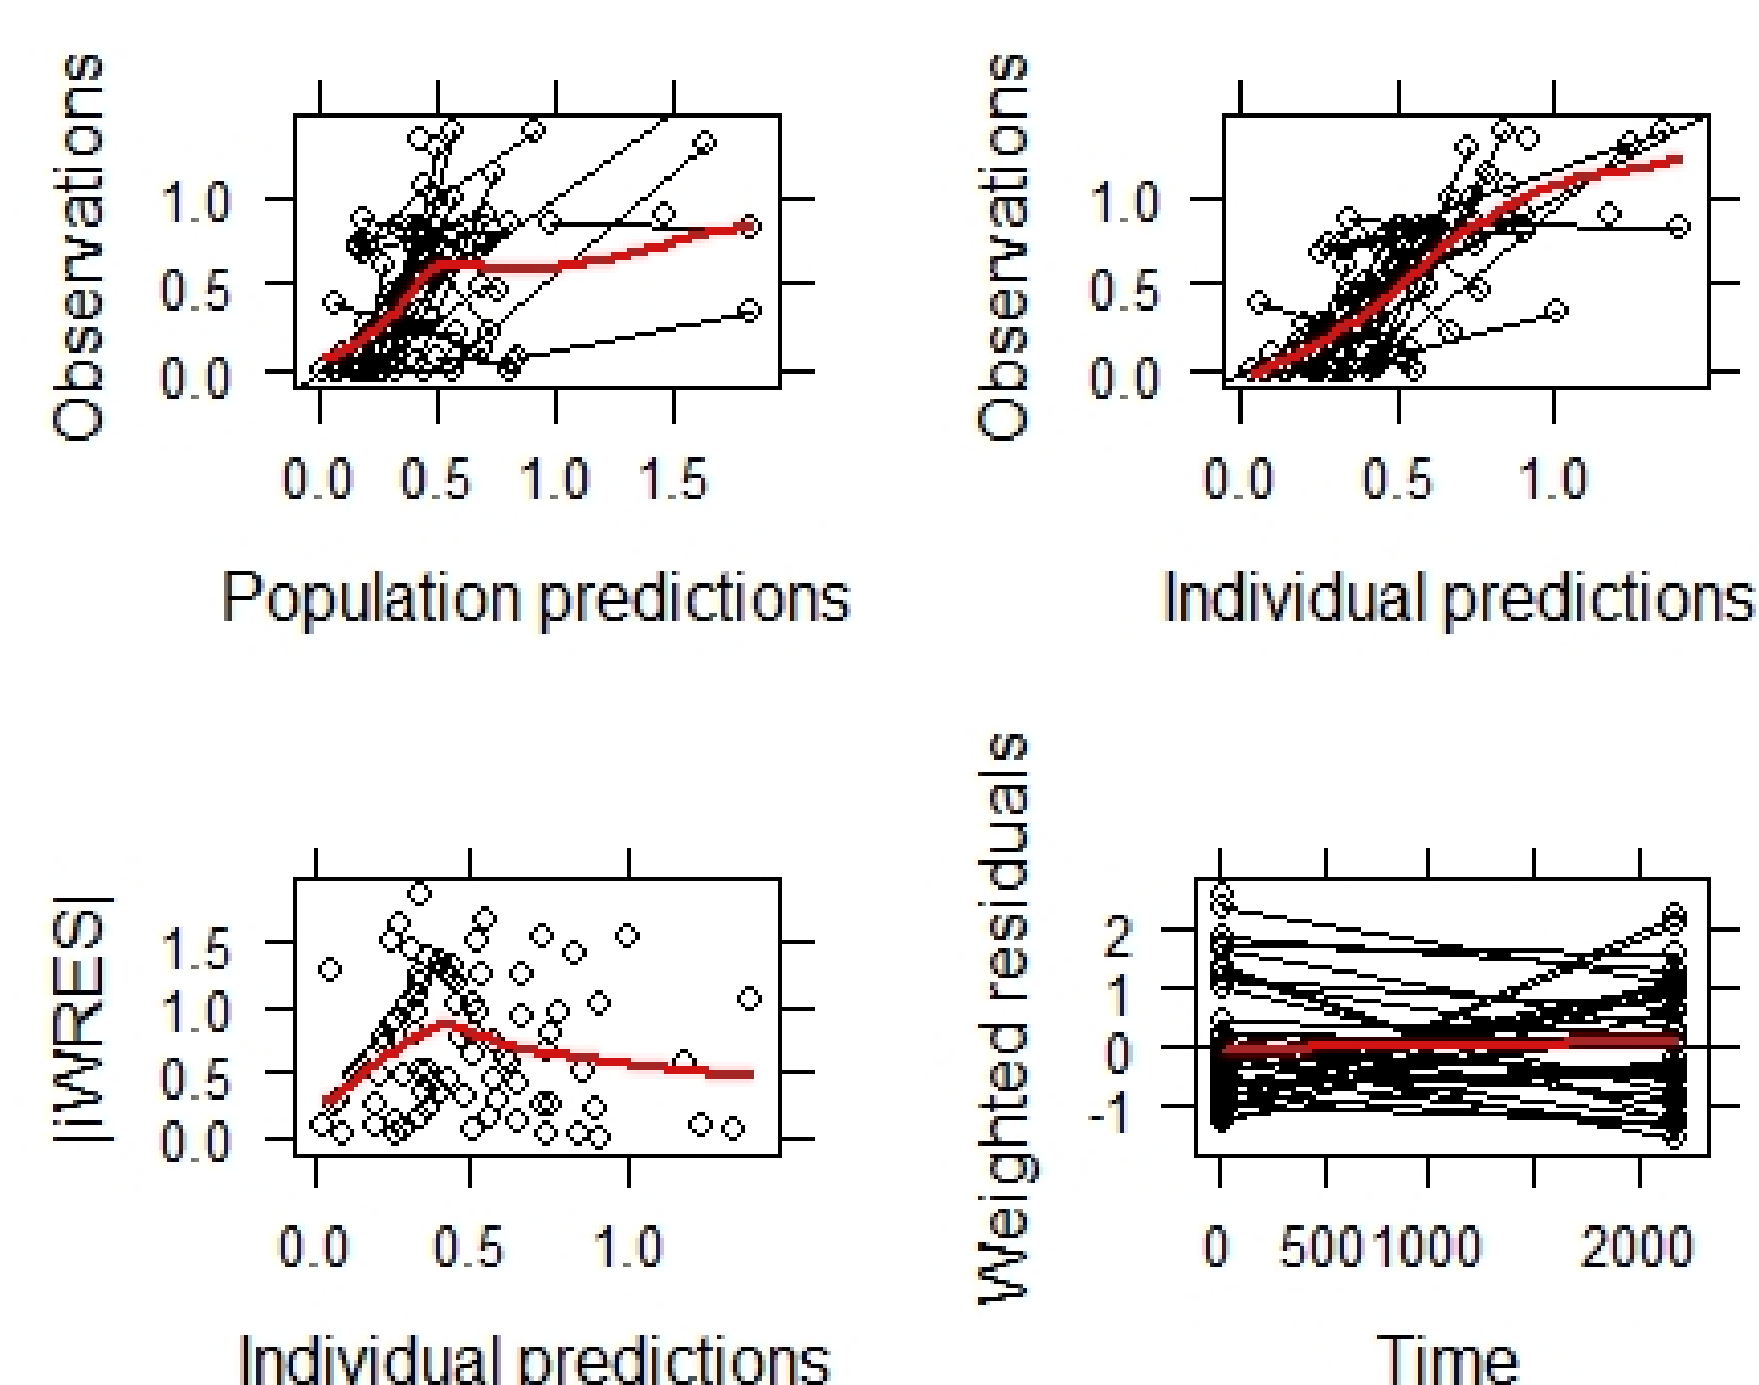 Observations
1.0
0.5
0.0
0.0 0.5 1.0 1.5
Population predictions
Observations
1.0
0.5
0.0
0.0 0.5 1.0
Individual predictions
|iWRES|
1.5
1.0
0.5
0.0
0.0 0.5 1.0
Individual predictions
Weighted residuals
2
1
0
-1
0 500 1000 2000
Time